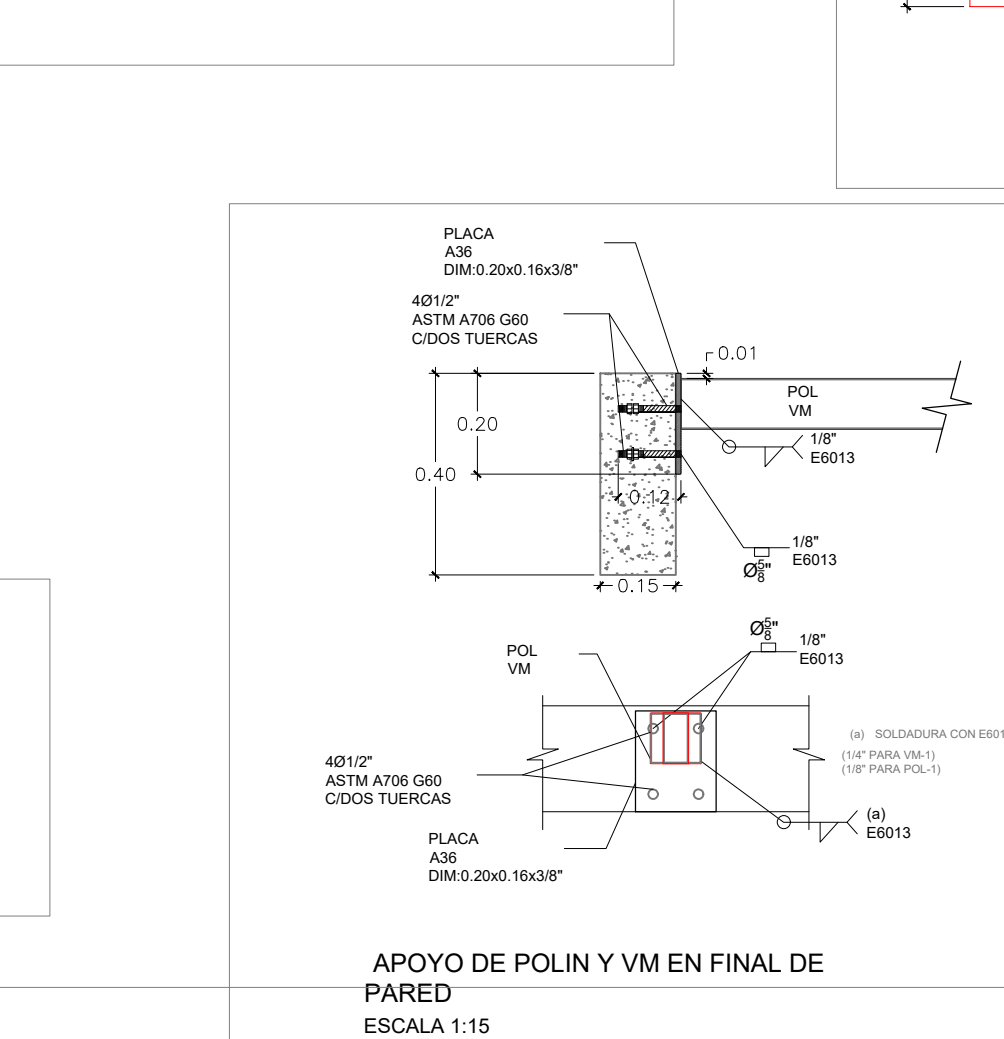 PLACA
A36
DIM:0.20x0.16x3/8"
4Ø1/2"
ASTM A706 G60
C/DOS TUERCAS
0.01
POL
VM
0.20
1/8"
E6013
0.40
0.12
1/8"
E6013
Ø5/8"
0.15
Ø5/8"
1/8"
E6013
POL
VM
(a) SOLDADURA CON E601
(1/4" PARA VM-1)
(1/8" PARA POL-1)
4Ø1/2"
ASTM A706 G60
C/DOS TUERCAS
(a)
E6013
PLACA
A36
DIM:0.20x0.16x3/8"
APOYO DE POLIN Y VM EN FINAL DE
PARED
ESCALA 1:15